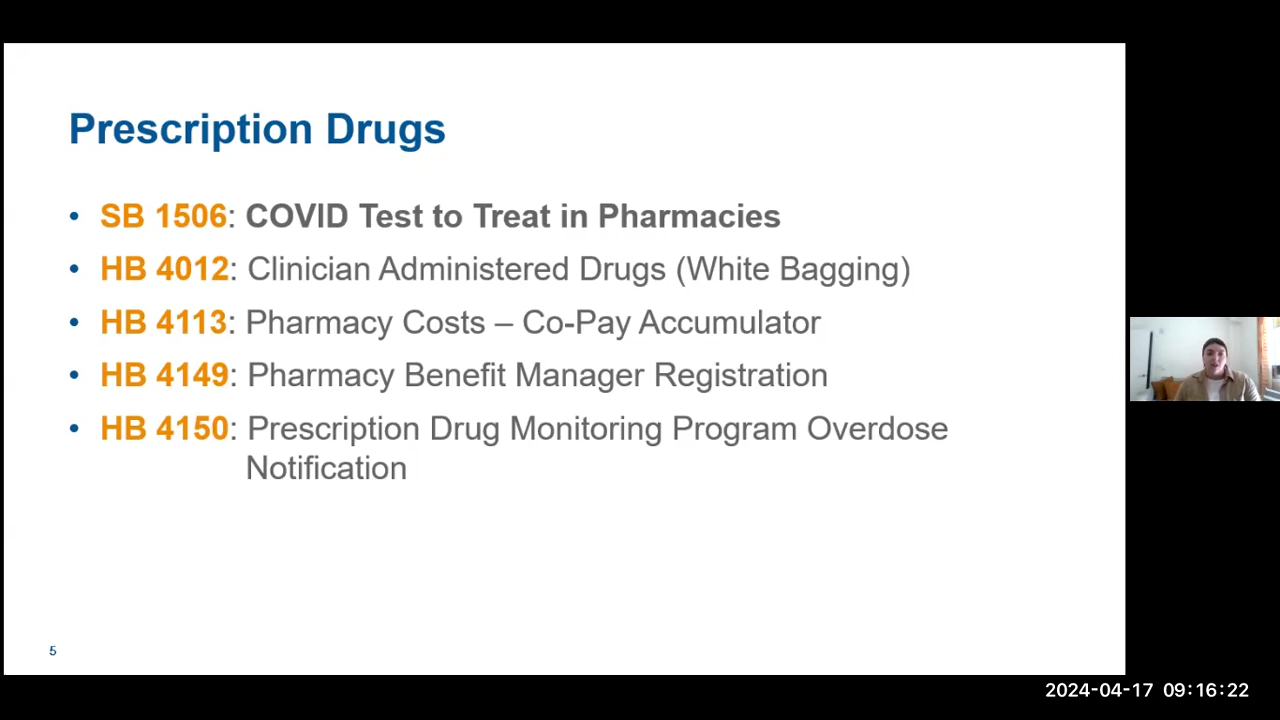 Prescription Drugs
• SB 1506: COVID Test to Treat in Pharmacies
• HB 4012: Clinician Administered Drugs (White Bagging)
• HB 4113: Pharmacy Costs – Co-Pay Accumulator
• HB 4149: Pharmacy Benefit Manager Registration
• HB 4150: Prescription Drug Monitoring Program Overdose
Notification
5
2024-04-17 09:16:22